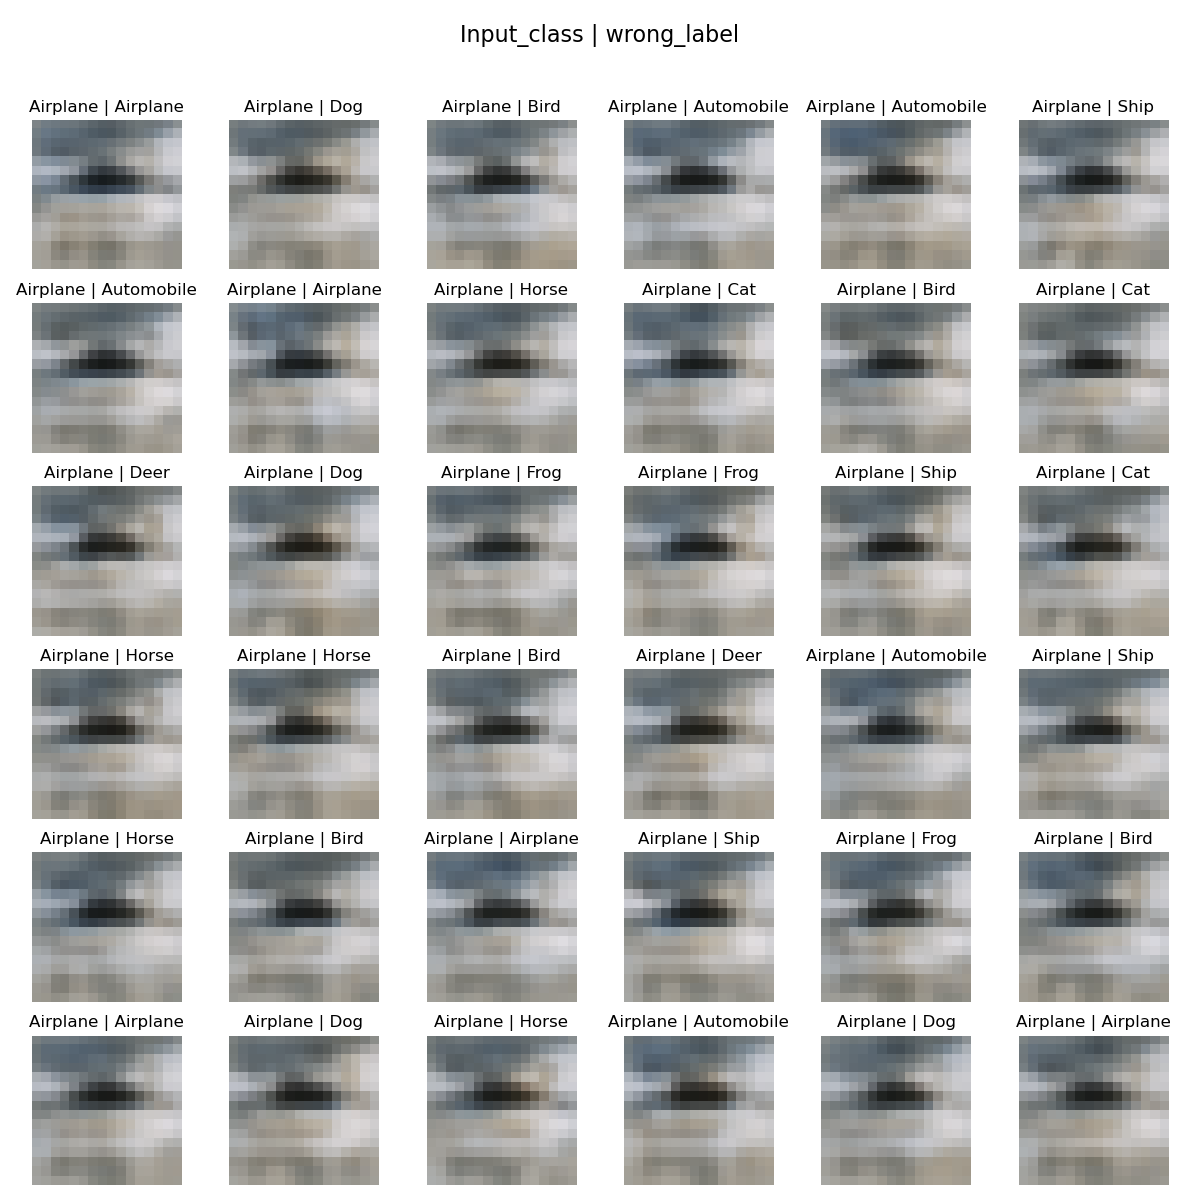 Input_class | wrong_label
Airplane | Airplane Airplane | Dog Airplane | Bird Airplane | Automobile Airplane | Automobile Airplane | Ship
Airplane | Automobile Airplane | Airplane Airplane | Horse Airplane | Cat Airplane | Bird Airplane | Cat
Airplane | Deer Airplane | Dog Airplane | Frog Airplane | Frog Airplane | Ship Airplane | Cat
Airplane | Horse Airplane | Horse Airplane | Bird Airplane | Deer Airplane | Automobile Airplane | Ship
Airplane | Horse Airplane | Bird Airplane | Airplane Airplane | Ship Airplane | Frog Airplane | Bird
Airplane | Airplane Airplane | Dog Airplane | Horse Airplane | Automobile Airplane | Dog Airplane | Airplane